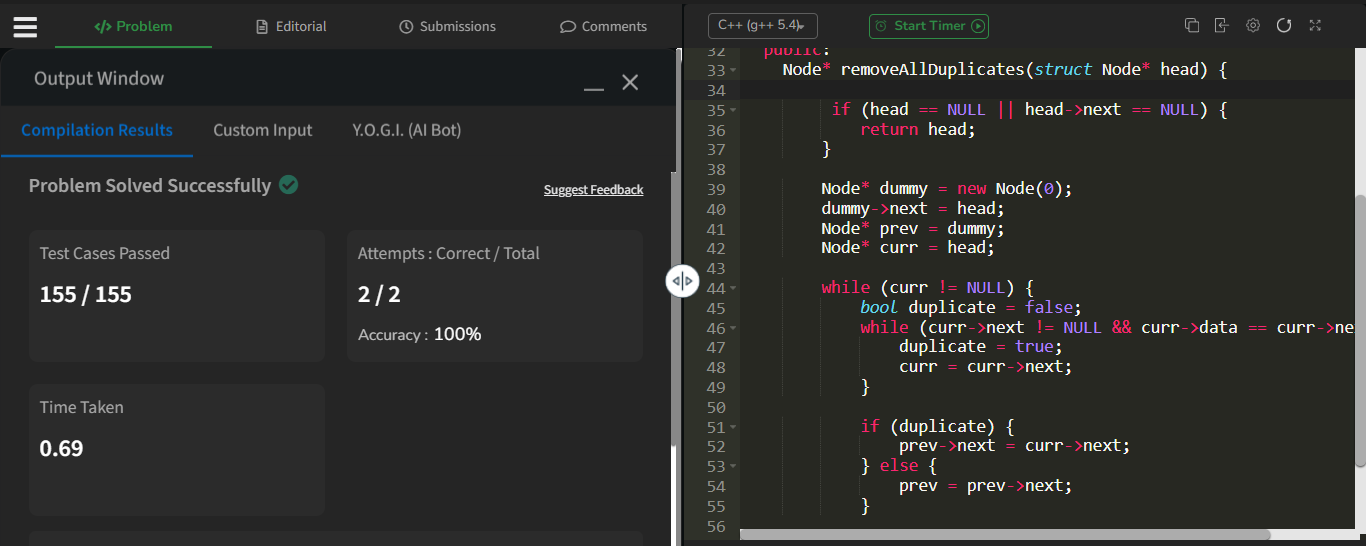 </> Problem
Editorial
Submissions
Comments
Output Window
Compilation Results
Custom Input
Y.O.G.I. (AI Bot)
Problem Solved Successfully
Suggest Feedback
Test Cases Passed
155 / 155
Attempts : Correct / Total
2 / 2
Accuracy : 100%
Time Taken
0.69
C++ (g++ 5.4)
Start Timer
32 public:
33 Node* removeAllDuplicates(struct Node* head) {
34
35 if (head == NULL || head->next == NULL) {
36 return head;
37 }
38
39 Node* dummy = new Node(0);
40 dummy->next = head;
41 Node* prev = dummy;
42 Node* curr = head;
43
44 while (curr != NULL) {
45 bool duplicate = false;
46 while (curr->next != NULL && curr->data == curr->ne
47 duplicate = true;
48 curr = curr->next;
49 }
50
51 if (duplicate) {
52 prev->next = curr->next;
53 } else {
54 prev = prev->next;
55 }
56